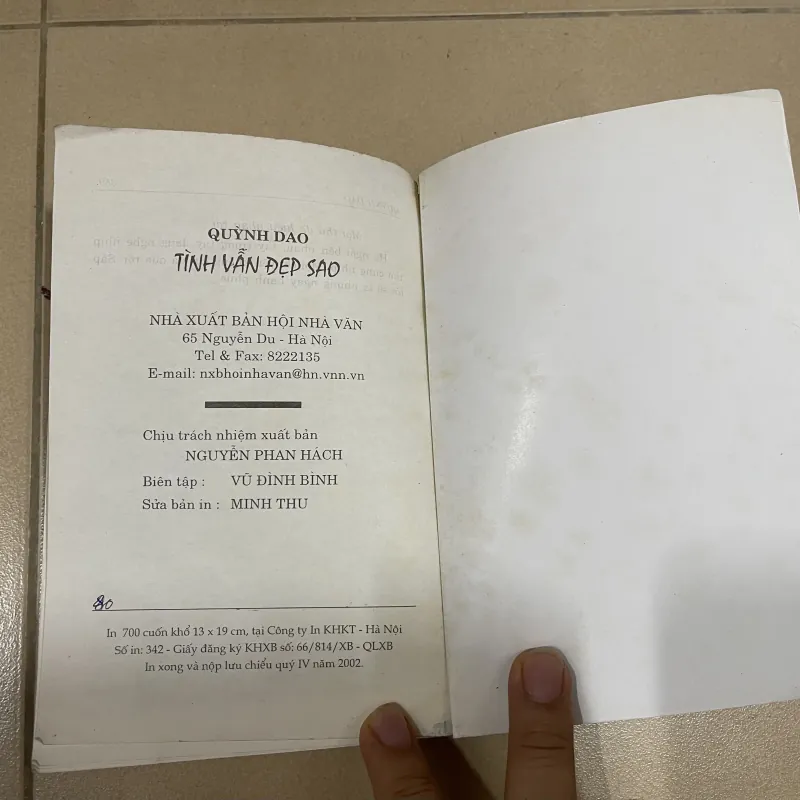 QUỲNH DAO
TÌNH VẪN ĐẸP SAO
NHÀ XUẤT BẢN HỘI NHÀ VĂN
65 Nguyễn Du - Hà Nội
Tel & Fax: 8222135
E-mail: nxbhoinhavan@hn.vnn.vn
Chịu trách nhiệm xuất bản
NGUYỄN PHAN HÁCH
Biên tập : VŨ ĐÌNH BÌNH
Sửa bản in : MINH THU
In 700 cuốn khổ 13 x 19 cm, tại Công ty In KHKT - Hà Nội
Số in: 342 - Giấy đăng ký KHXB số: 66/814/XB - QLXB
In xong và nộp lưu chiểu quý IV năm 2002.